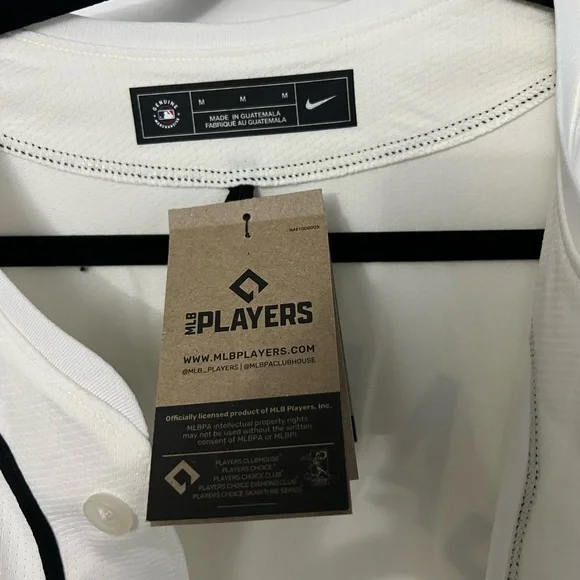 GENUINE
MERCHANDISE
M M M
MADE IN GUATEMALA
FABRIQUÉ AU GUATEMALA
MLB PLAYERS
WWW.MLBPLAYERS.COM
@MLB_PLAYERS | @MLBPACLUBHOUSE
Officially licensed product of MLB Players, Inc.
MLBPA intellectual property rights
may not be used without the written
consent of MLBPA or MLBPI
PLAYERS CLUBHOUSE™
PLAYERS CHOICE®
PLAYERS CHOICE CLUB®
PLAYERS CHOICE DIAMOND CLUB®
PLAYERS CHOICE SIGNATURE SERIES